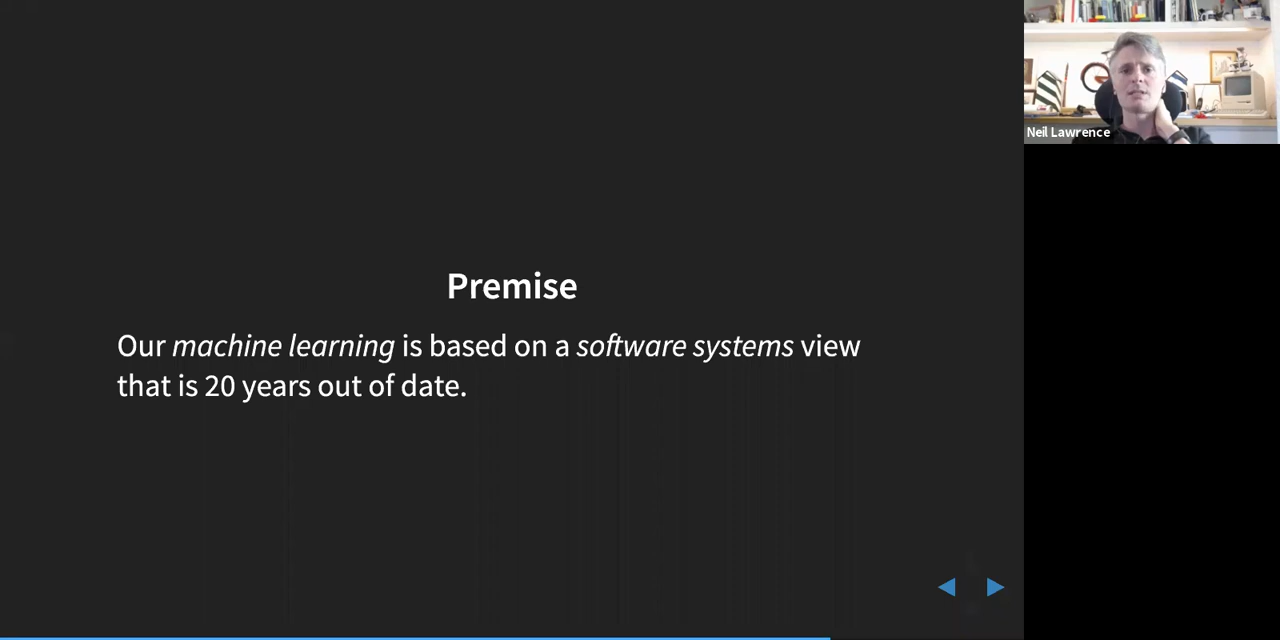 Premise
Our machine learning is based on a software systems view
that is 20 years out of date.
Neil Lawrence